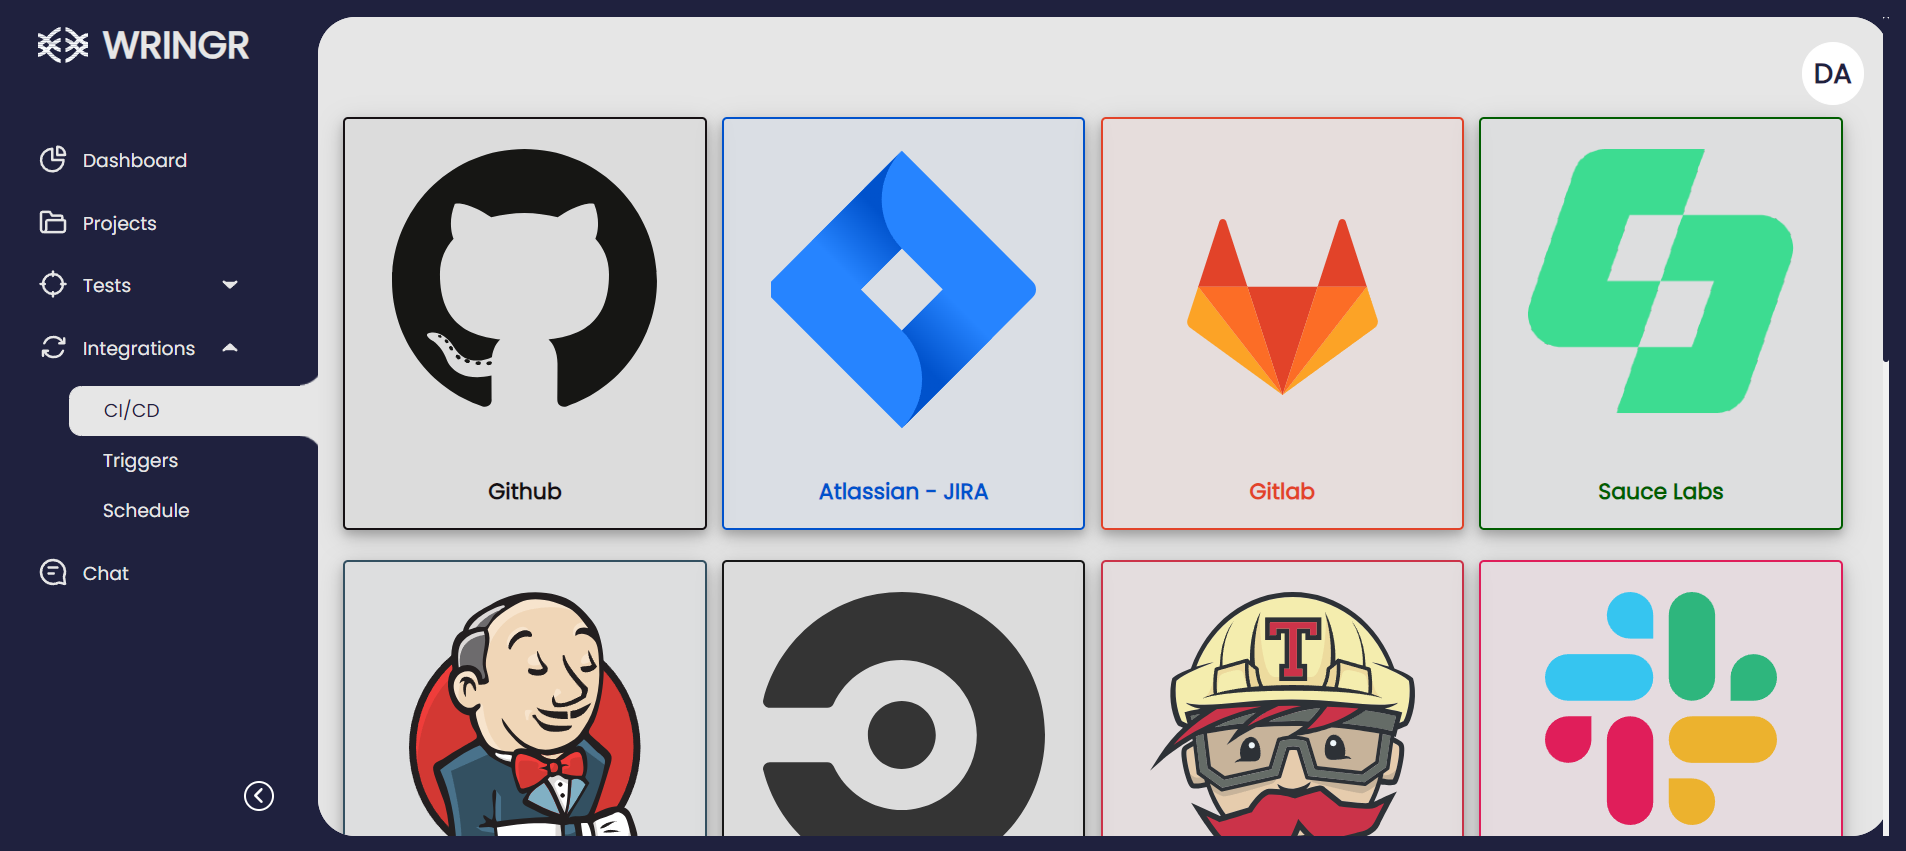 WRINGR
DA
Dashboard
Projects
Tests
Integrations
CI/CD
Triggers
Schedule
Chat
Github
Atlassian - JIRA
Gitlab
Sauce Labs
T